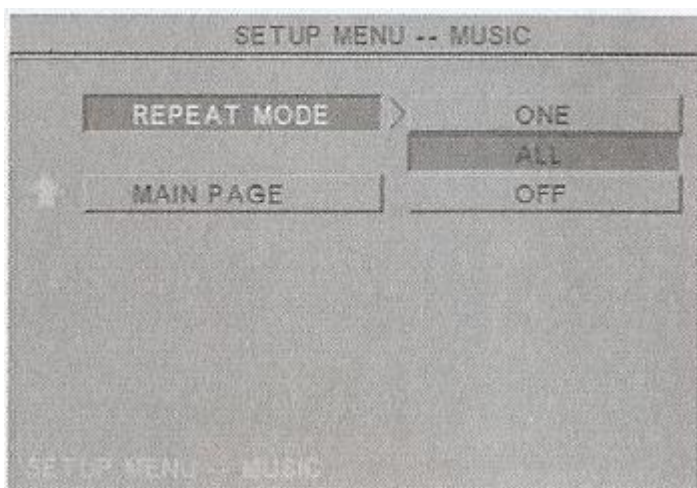 SETUP MENU -- MUSIC
REPEAT MODE
ONE
ALL
MAIN PAGE
OFF
SETUP MENU -- MUSIC